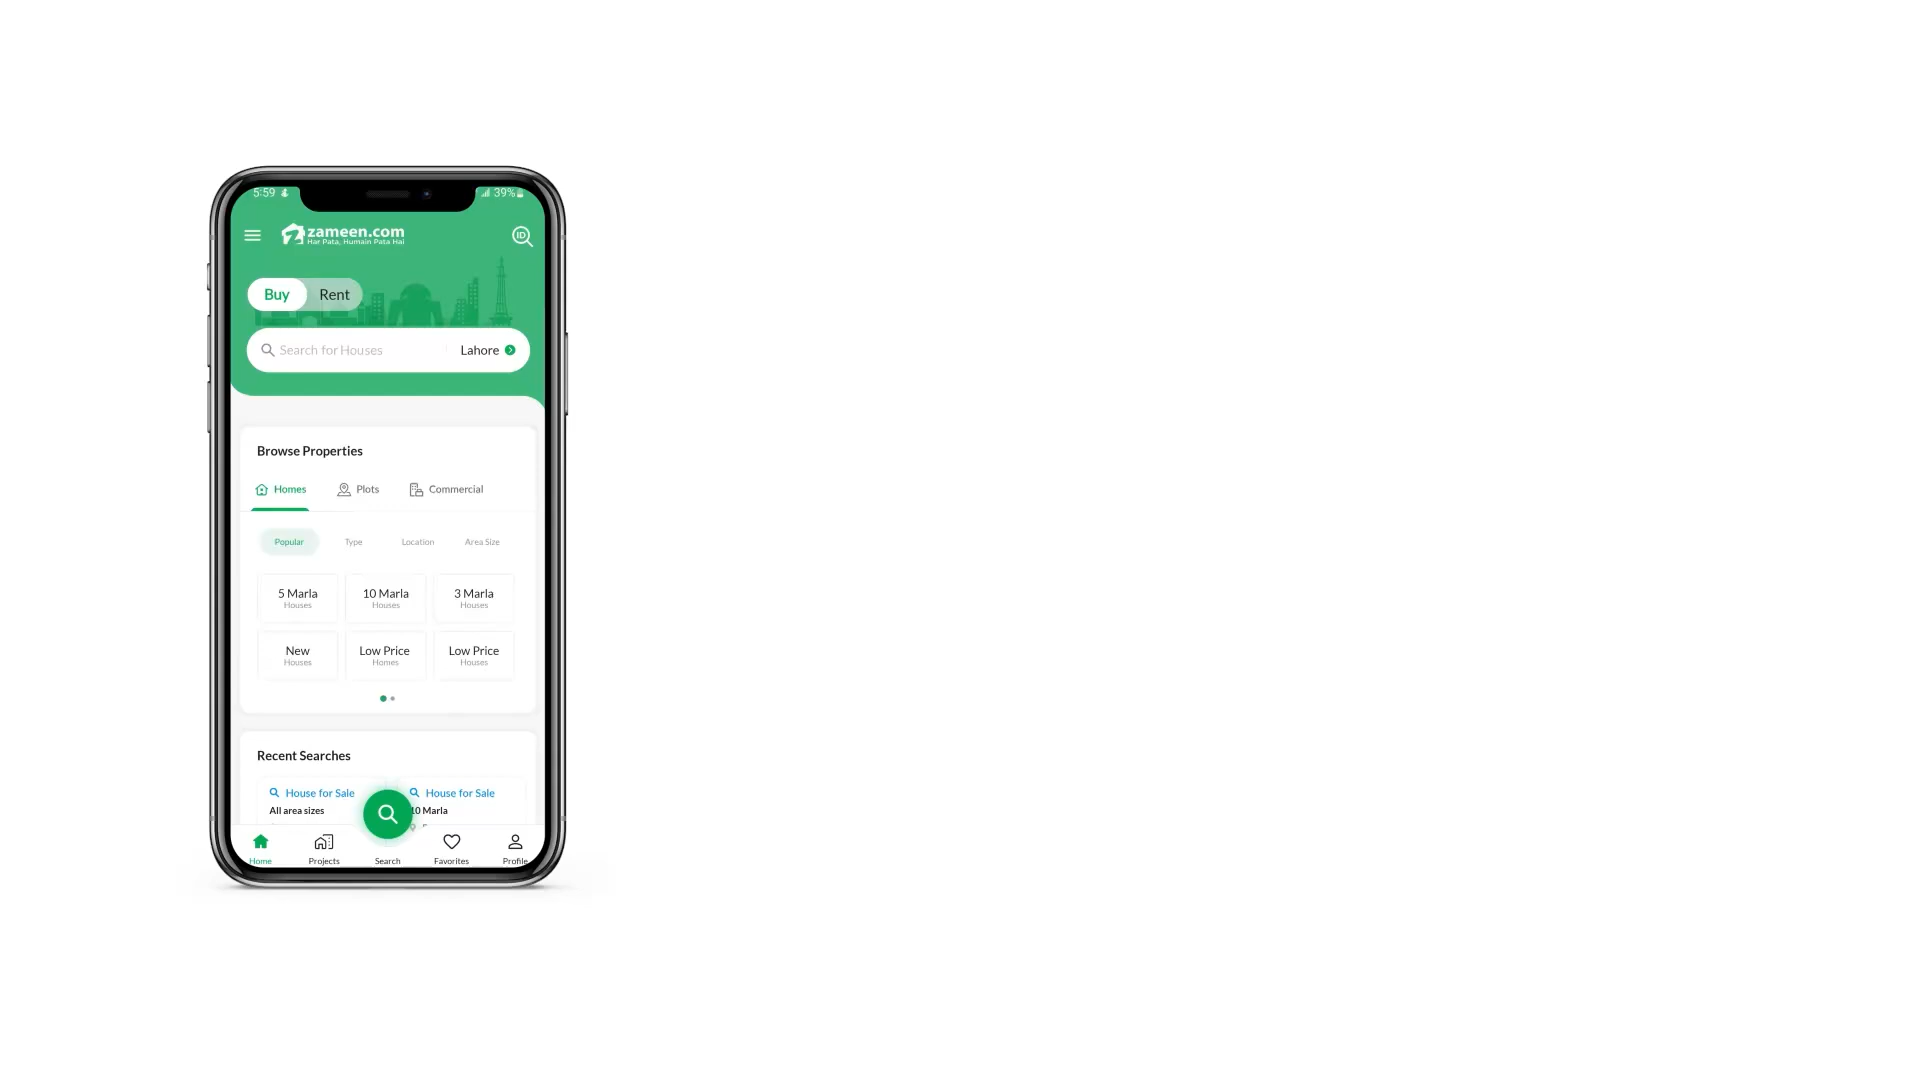 5:59
39%
zameen.com
Har Pata, Humain Pata Hai
ID
Buy Rent
Search for Houses Lahore
Browse Properties
Homes Plots Commercial
Popular Type Location Area Size
5 Marla 10 Marla 3 Marla
Houses Houses Houses
New Low Price Low Price
Houses Homes Houses
Recent Searches
House for Sale House for Sale
All area sizes 10 Marla
Home Projects Search Favorites Profile